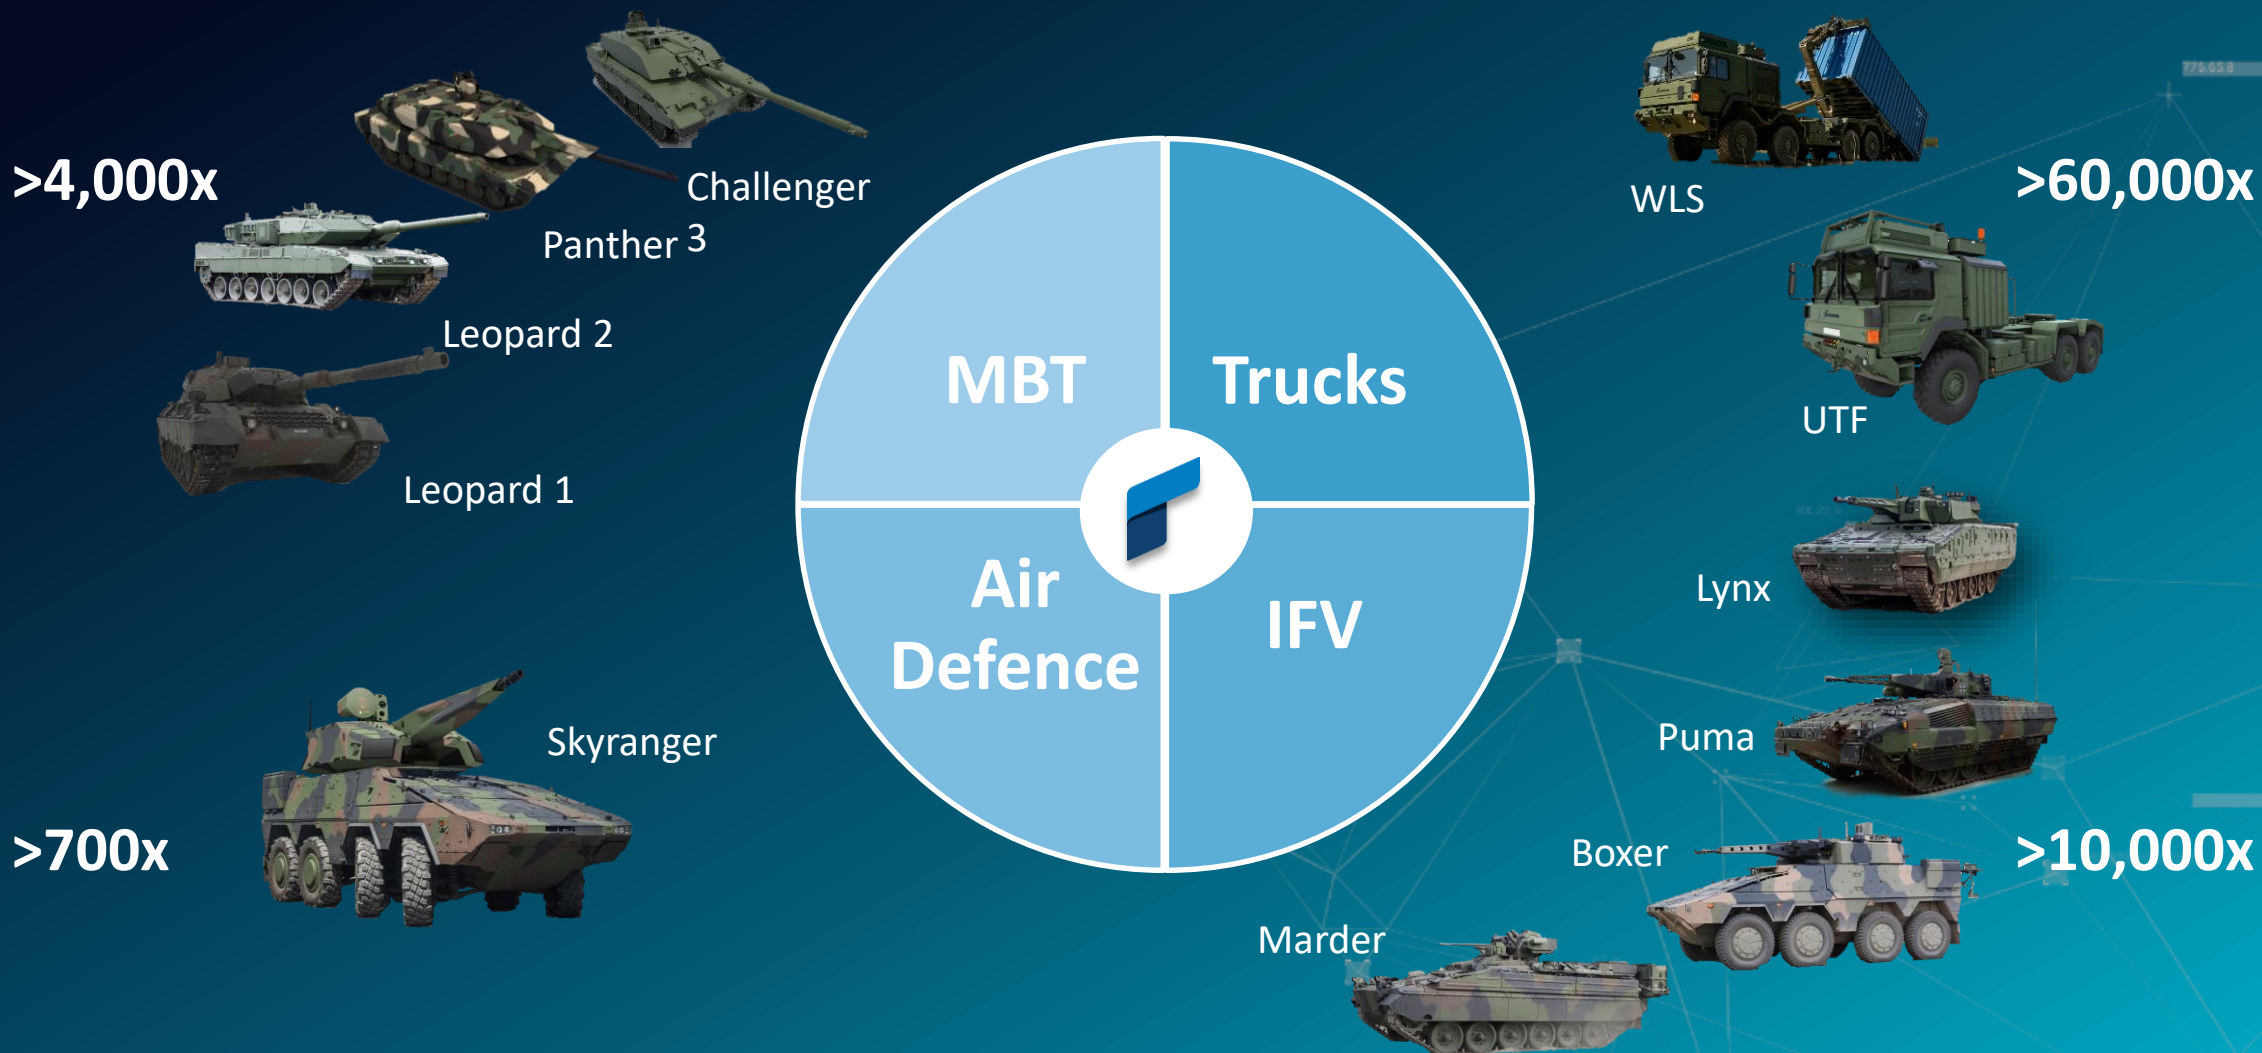 >4,000x
Challenger
3
Panther
Leopard 2
Leopard 1
MBT
Trucks
Air
Defence
IFV
WLS
>60,000x
UTF
Lynx
Puma
Boxer
>10,000x
Marder
Skyranger
>700x